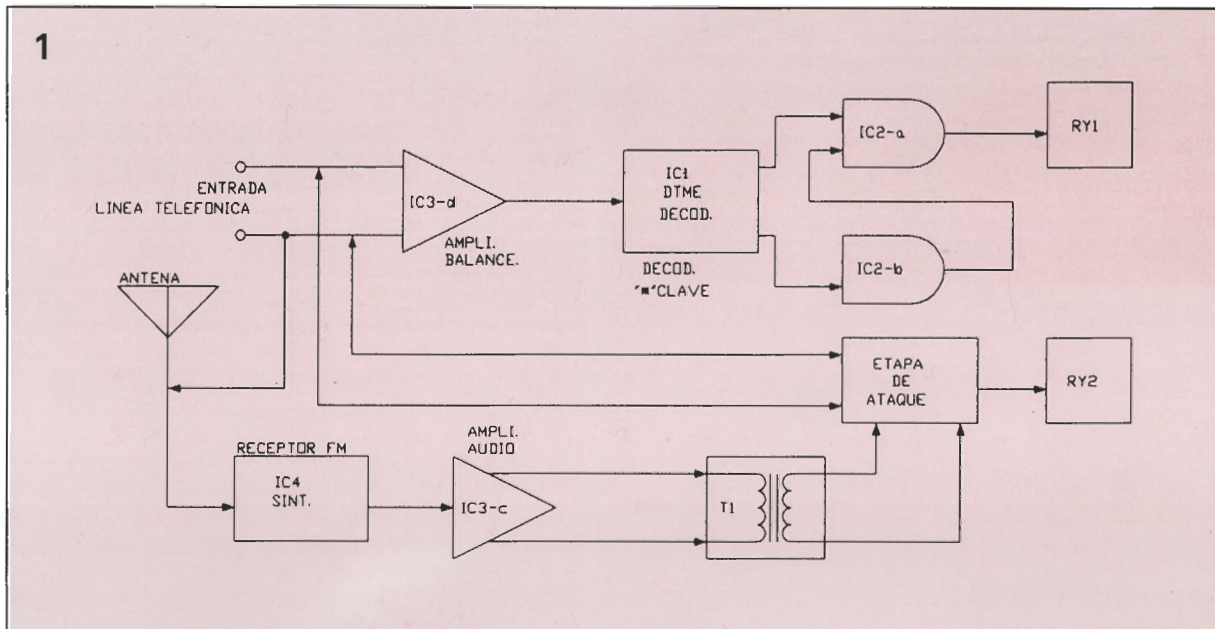 1
ENTRADA
LINEA TELEFONICA
IC3-d
AMPLI.
BALANCE.
IC1
DTME
DECOD.
DECOD.
"*"CLAVE
IC2-a
RY1
IC2-b
ANTENA
ETAPA
DE
ATAQUE
RY2
RECEPTOR FM
IC4
SINT.
AMPLI.
AUDIO
IC3-c
T1